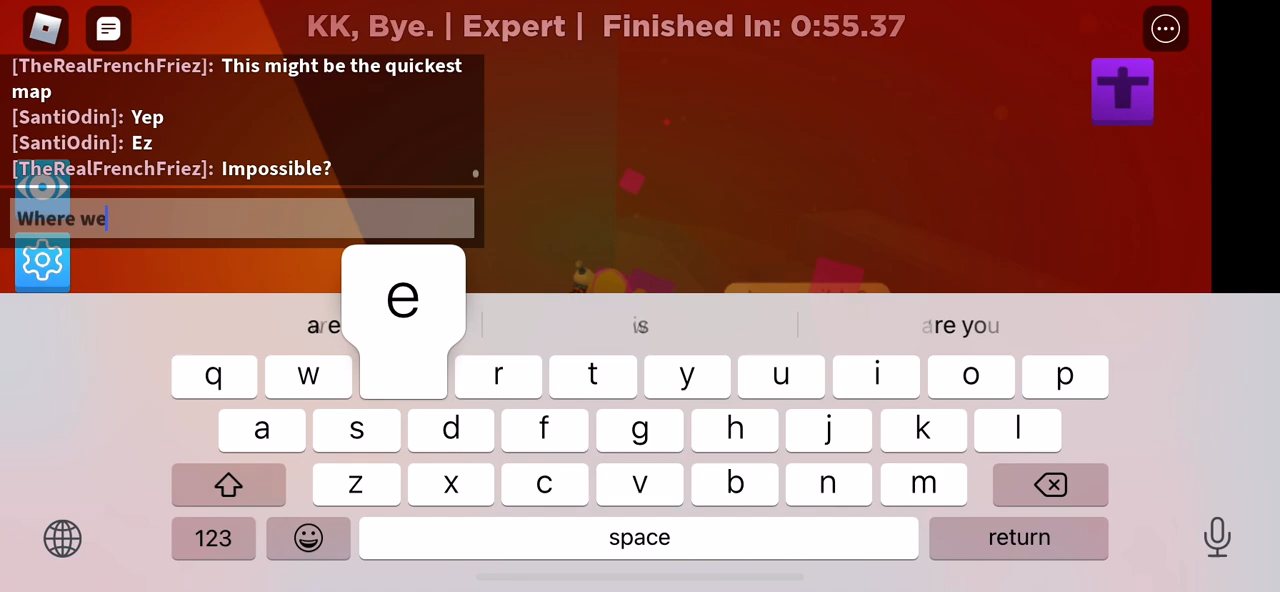 KK, Bye. | Expert | Finished In: 0:55.37
[TheRealFrenchFriez]: This might be the quickest
map
[SantiOdin]: Yep
[SantiOdin]: Ez
[TheRealFrenchFriez]: Impossible?
Where we
e
are is are you
q w r t y u i o p
a s d f g h j k l
z x c v b n m
123 space return